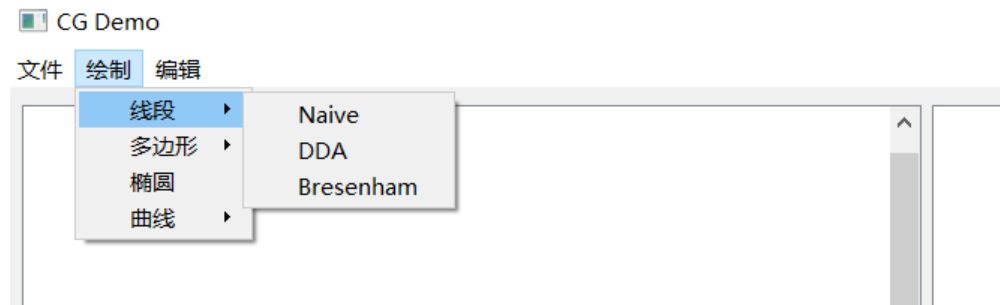 CG Demo
文件 绘制 编辑
线段
多边形
椭圆
曲线
Naive
DDA
Bresenham